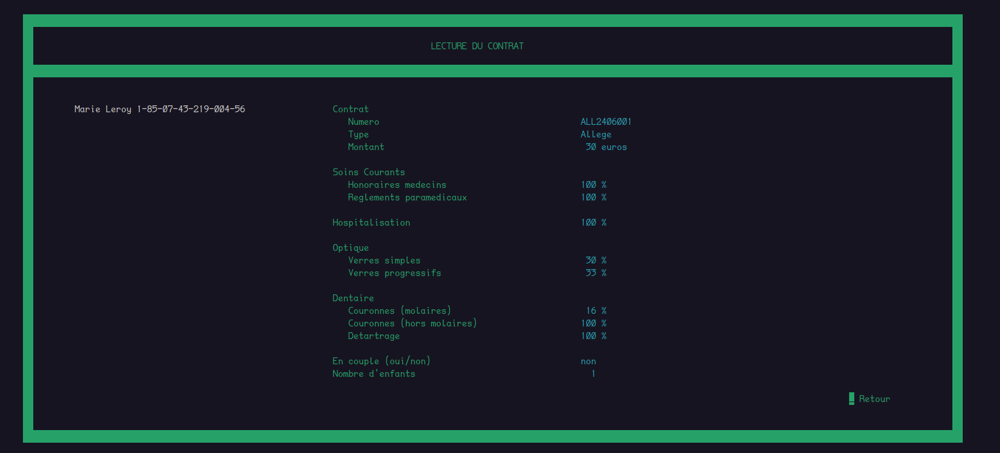 LECTURE DU CONTRAT
Marie Leroy 1-85-07-43-219-004-56
Contrat
Numero ALL2406001
Type Allege
Montant 30 euros
Soins Courants
Honoraires medecins 100 %
Reglements paramedicaux 100 %
Hospitalisation 100 %
Optique
Verres simples 30 %
Verres progressifs 33 %
Dentaire
Couronnes (molaires) 16 %
Couronnes (hors molaires) 100 %
Detartrage 100 %
En couple (oui/non) non
Nombre d'enfants 1
_ Retour